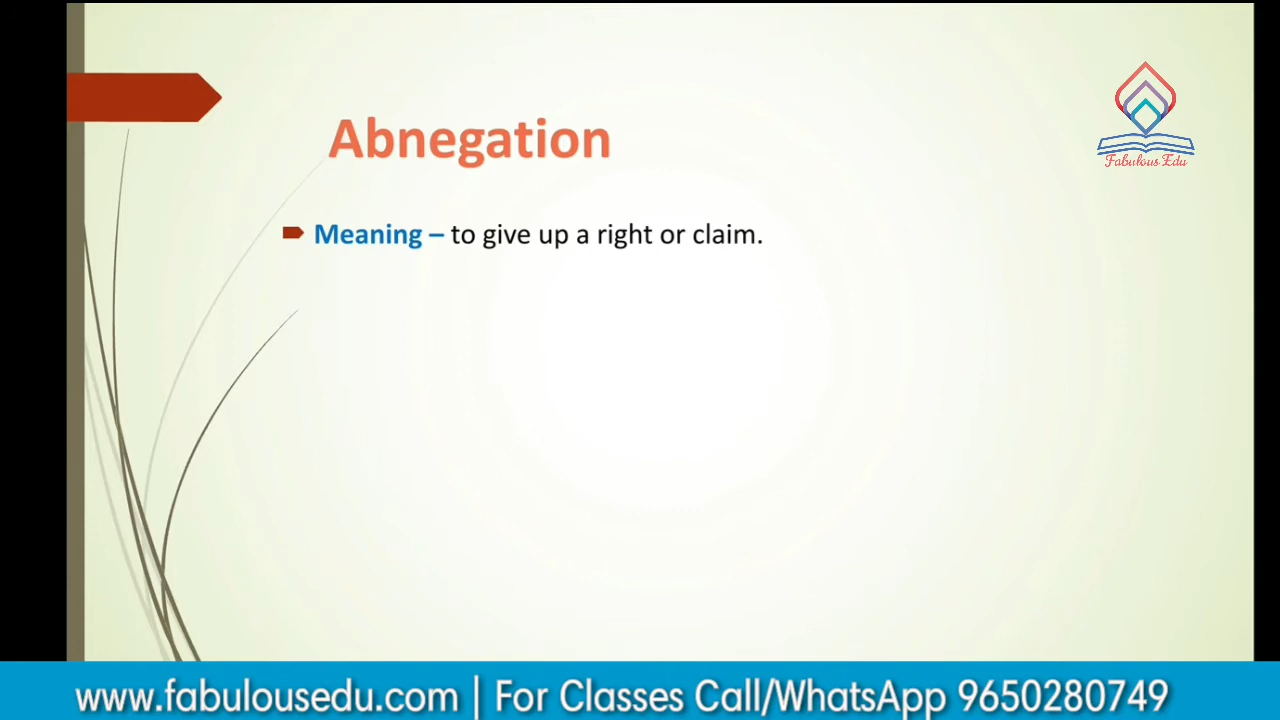 Abnegation
Fabulous Edu
Meaning – to give up a right or claim.
www.fabulousedu.com | For Classes Call/WhatsApp 9650280749